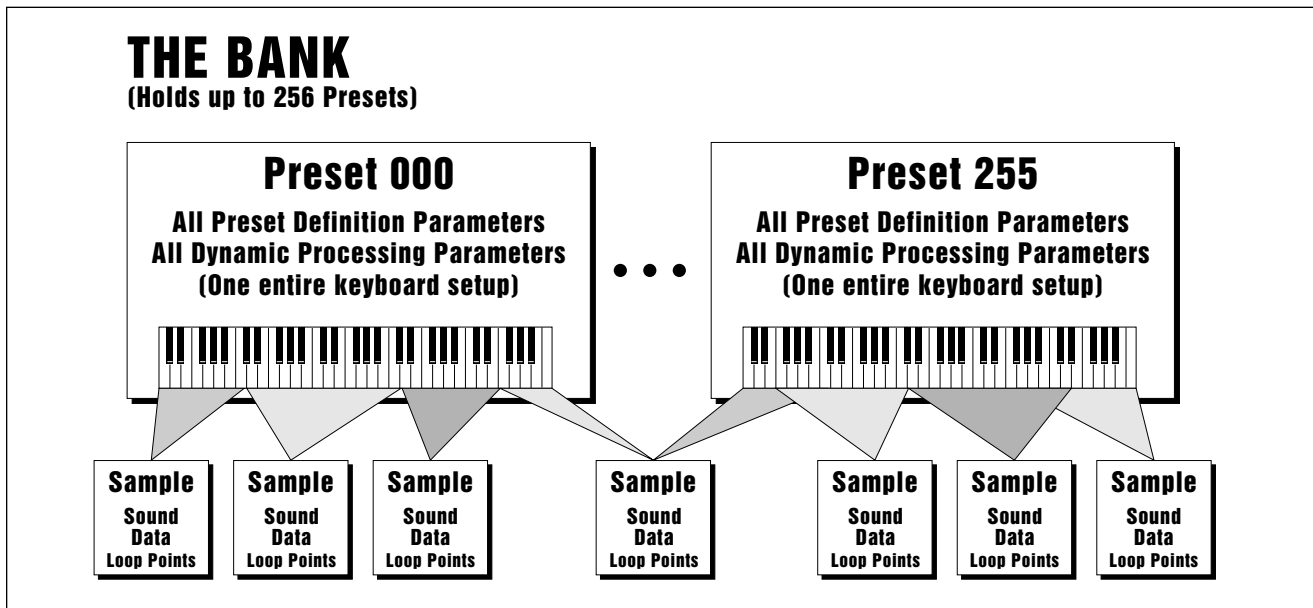 THE BANK
(Holds up to 256 Presets)
Preset 000
All Preset Definition Parameters
All Dynamic Processing Parameters
(One entire keyboard setup)
• • •
Preset 255
All Preset Definition Parameters
All Dynamic Processing Parameters
(One entire keyboard setup)
Sample
Sound
Data
Loop Points
Sample
Sound
Data
Loop Points
Sample
Sound
Data
Loop Points
Sample
Sound
Data
Loop Points
Sample
Sound
Data
Loop Points
Sample
Sound
Data
Loop Points
Sample
Sound
Data
Loop Points